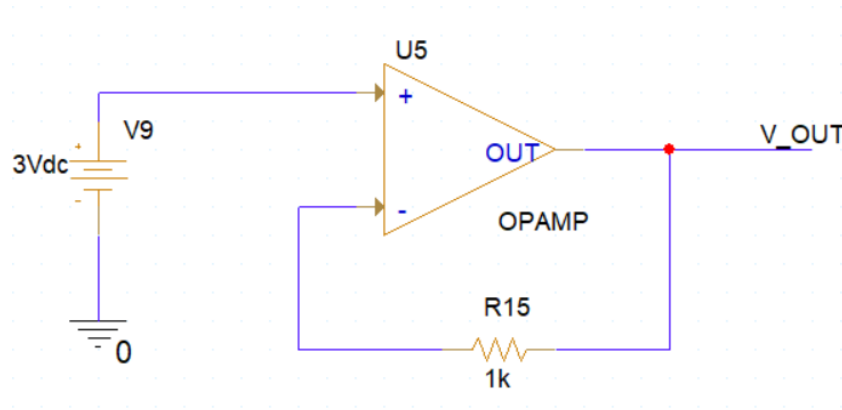 U5
+
V9
3Vdc
+
-
OUT
V_OUT
-
OPAMP
0
R15
1k